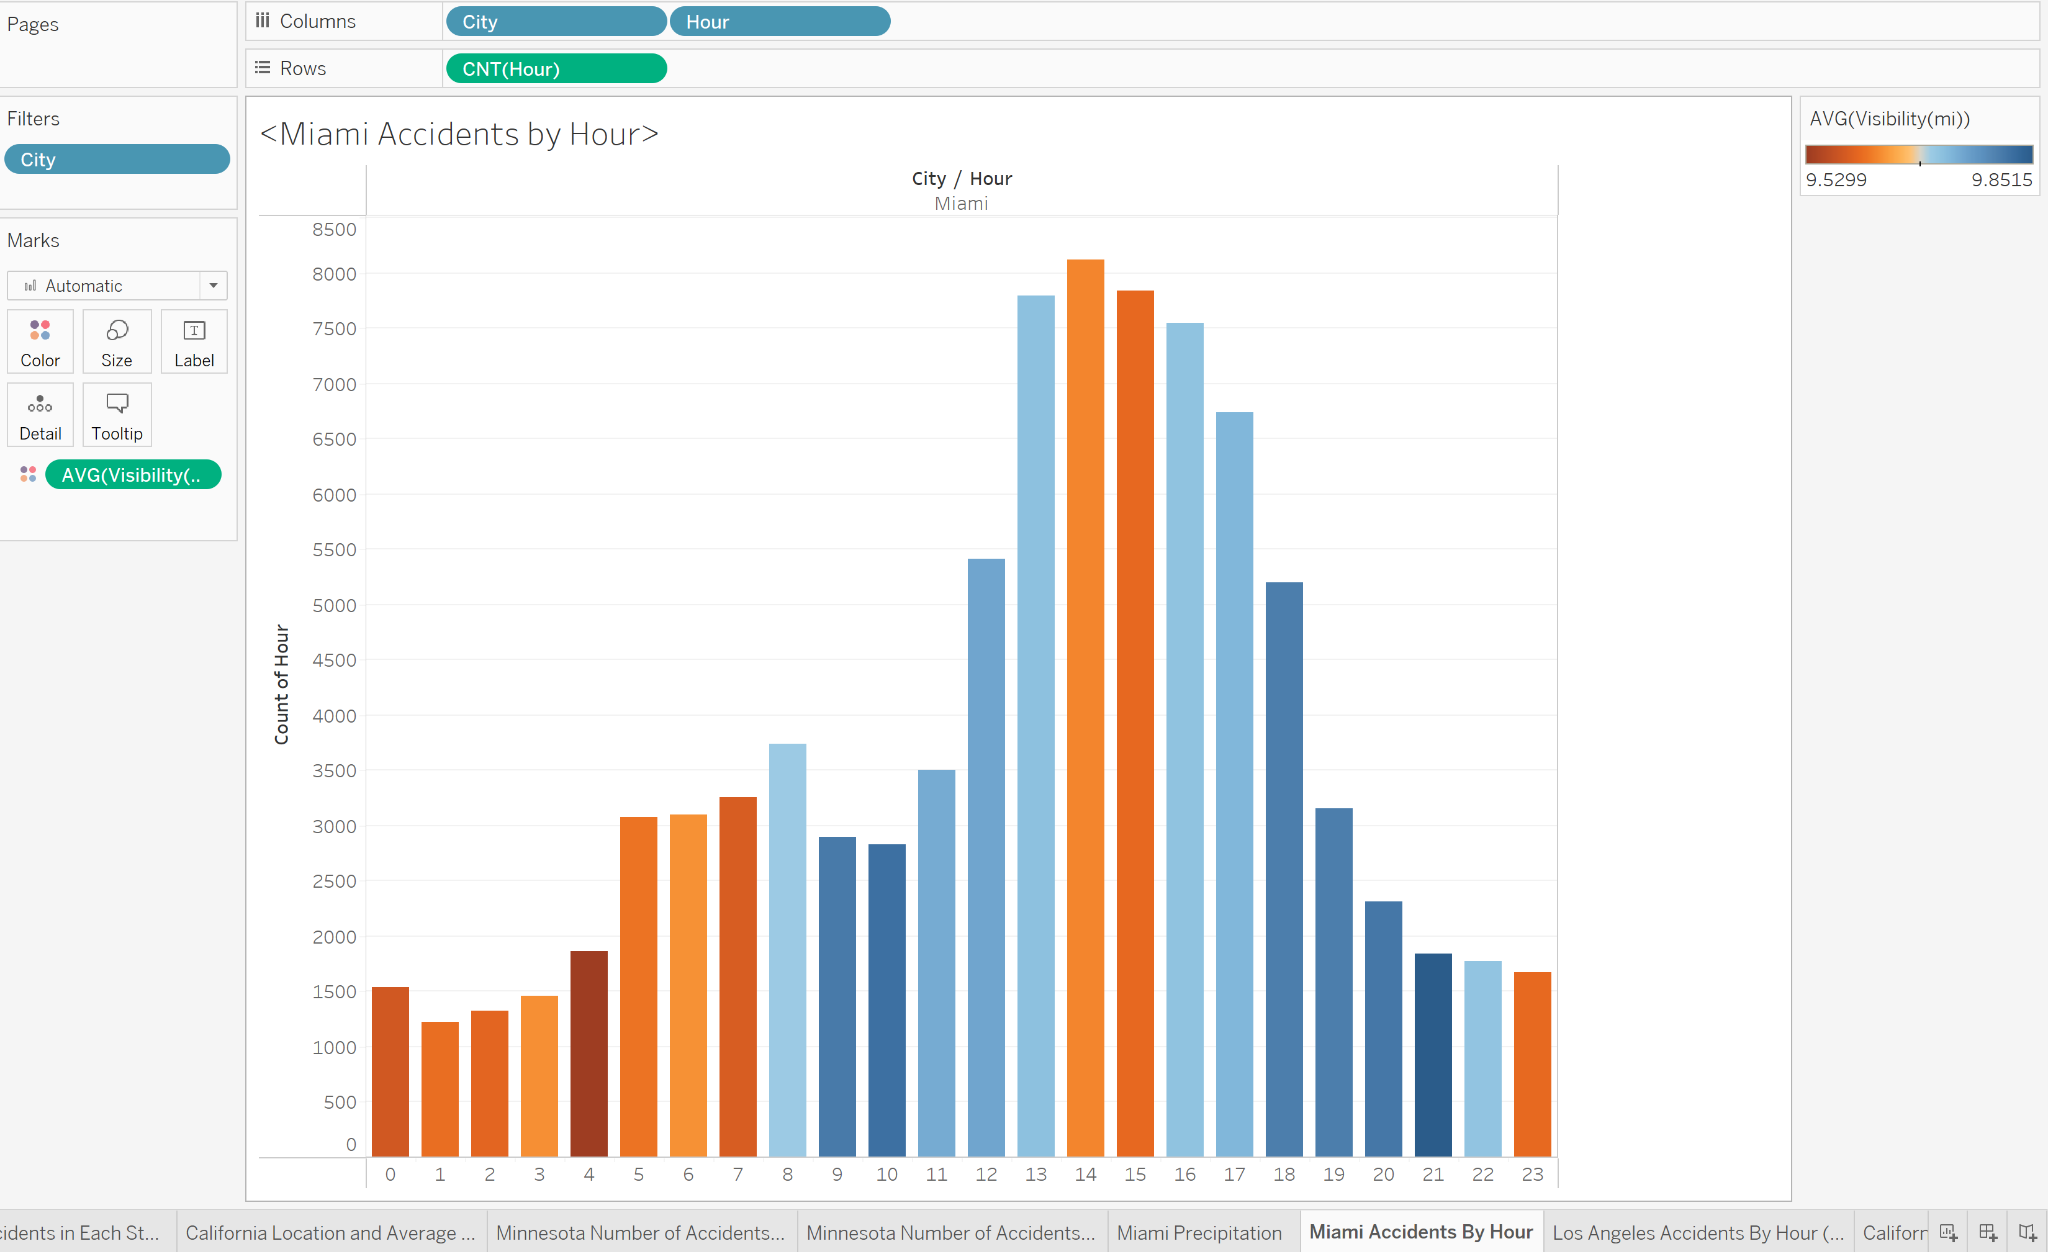 Pages
Columns
City
Hour
Rows
CNT(Hour)
Filters
City
Marks
Automatic
Color
Size
Label
T
Detail
Tooltip
AVG(Visibility(..
<Miami Accidents by Hour>
City / Hour
Miami
Count of Hour
8500
8000
7500
7000
6500
6000
5500
5000
4500
4000
3500
3000
2500
2000
1500
1000
500
0
0 1 2 3 4 5 6 7 8 9 10 11 12 13 14 15 16 17 18 19 20 21 22 23
AVG(Visibility(mi))
9.5299 9.8515
cidents in Each St... California Location and Average ... Minnesota Number of Accidents... Minnesota Number of Accidents... Miami Precipitation Miami Accidents By Hour Los Angeles Accidents By Hour (... Californ